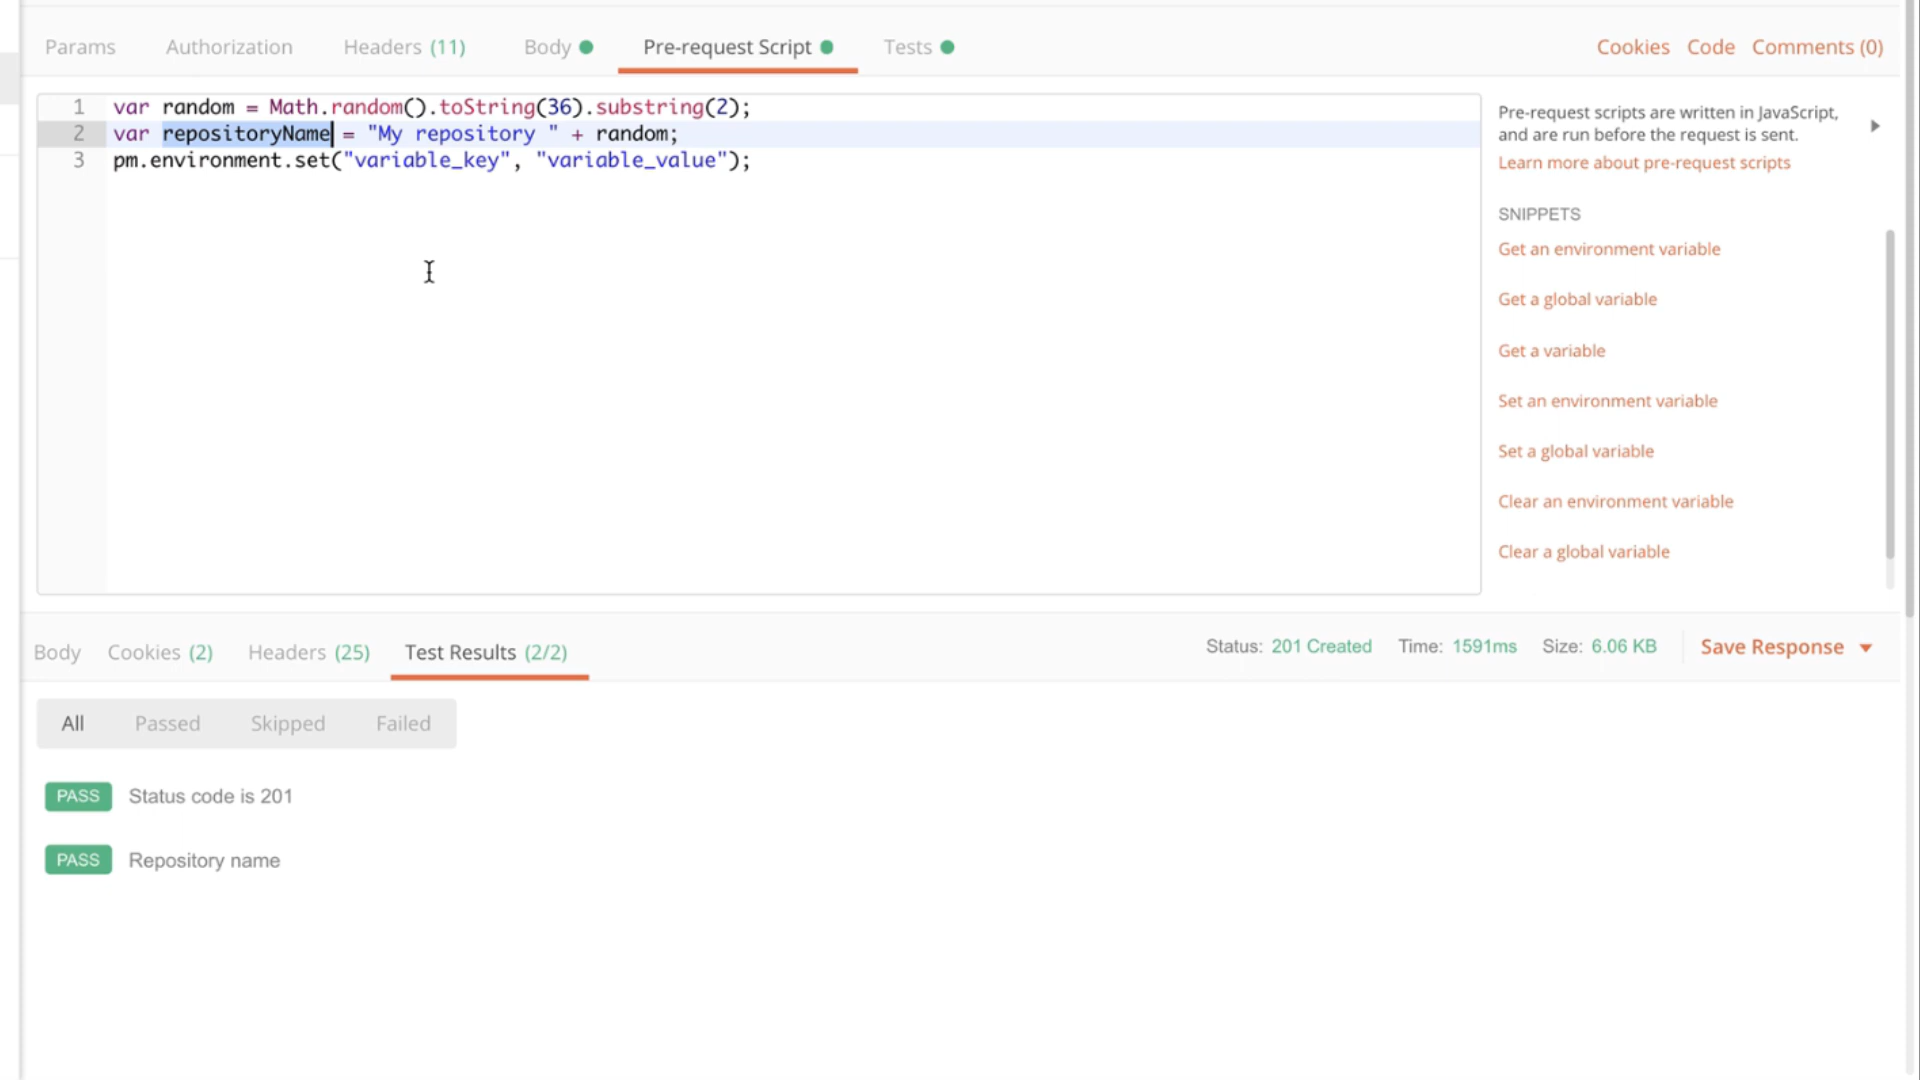 Params Authorization Headers (11) Body Pre-request Script Tests Cookies Code Comments (0)
1 var random = Math.random().toString(36).substring(2);
2 var repositoryName = "My repository " + random;
3 pm.environment.set("variable_key", "variable_value");
Pre-request scripts are written in JavaScript,
and are run before the request is sent.
Learn more about pre-request scripts
SNIPPETS
Get an environment variable
Get a global variable
Get a variable
Set an environment variable
Set a global variable
Clear an environment variable
Clear a global variable
Body Cookies (2) Headers (25) Test Results (2/2) Status: 201 Created Time: 1591ms Size: 6.06 KB Save Response
All Passed Skipped Failed
PASS Status code is 201
PASS Repository name